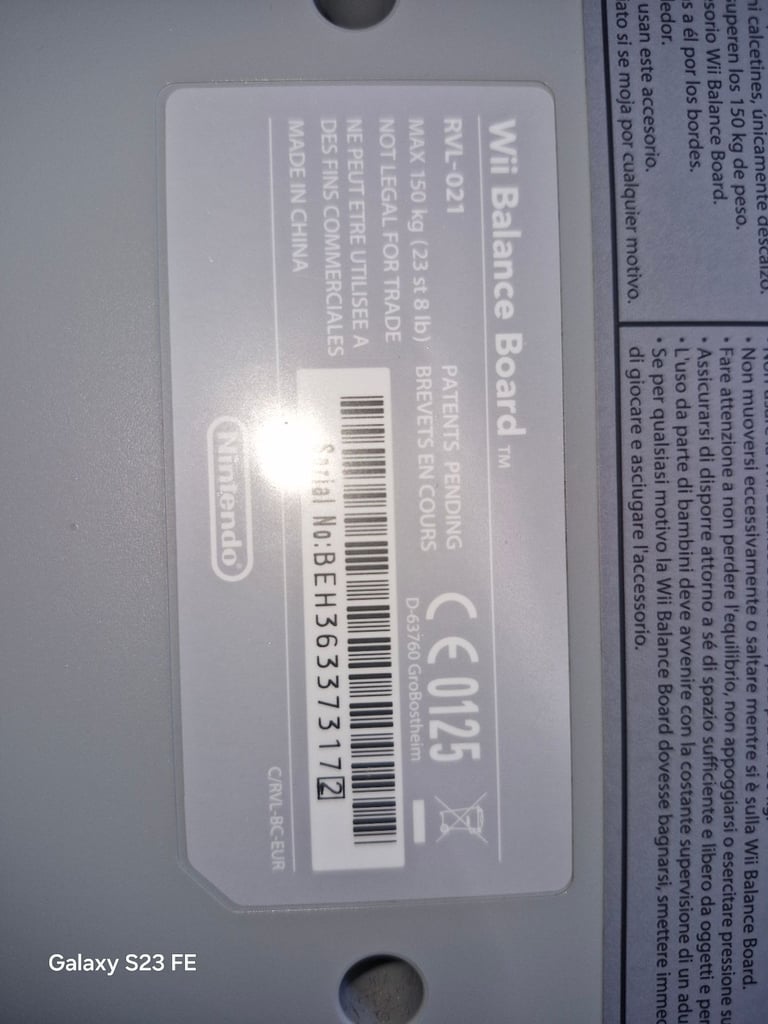 Wii Balance Board™
RVL-021
MAX 150 kg (23 st 8 lb)
NOT LEGAL FOR TRADE
NE PEUT ETRE UTILISEE A
DES FINS COMMERCIALES
MADE IN CHINA
PATENTS PENDING
BREVETS EN COURS
CE 0125
D-63760 Großostheim
Serial No:BEH363373172
Nintendo®
C/RVL-BC-EUR
ni calcetines, únicamente descalzo.
superen los 150 kg de peso.
sorio Wii Balance Board.
s a él por los bordes.
dedor.
usan este accesorio.
ato si se moja por cualquier motivo.
• Non muoversi eccessivamente o saltare mentre si è sulla Wii Balance Board.
• Fare attenzione a non perdere l'equilibrio, non appoggiarsi o esercitare pressione su
• Assicurarsi di disporre attorno a sé di spazio sufficiente e libero da oggetti e per
• L'uso da parte di bambini deve avvenire con la costante supervisione di un adu
• Se per qualsiasi motivo la Wii Balance Board dovesse bagnarsi, smettere immed
di giocare e asciugare l'accessorio.
Galaxy S23 FE